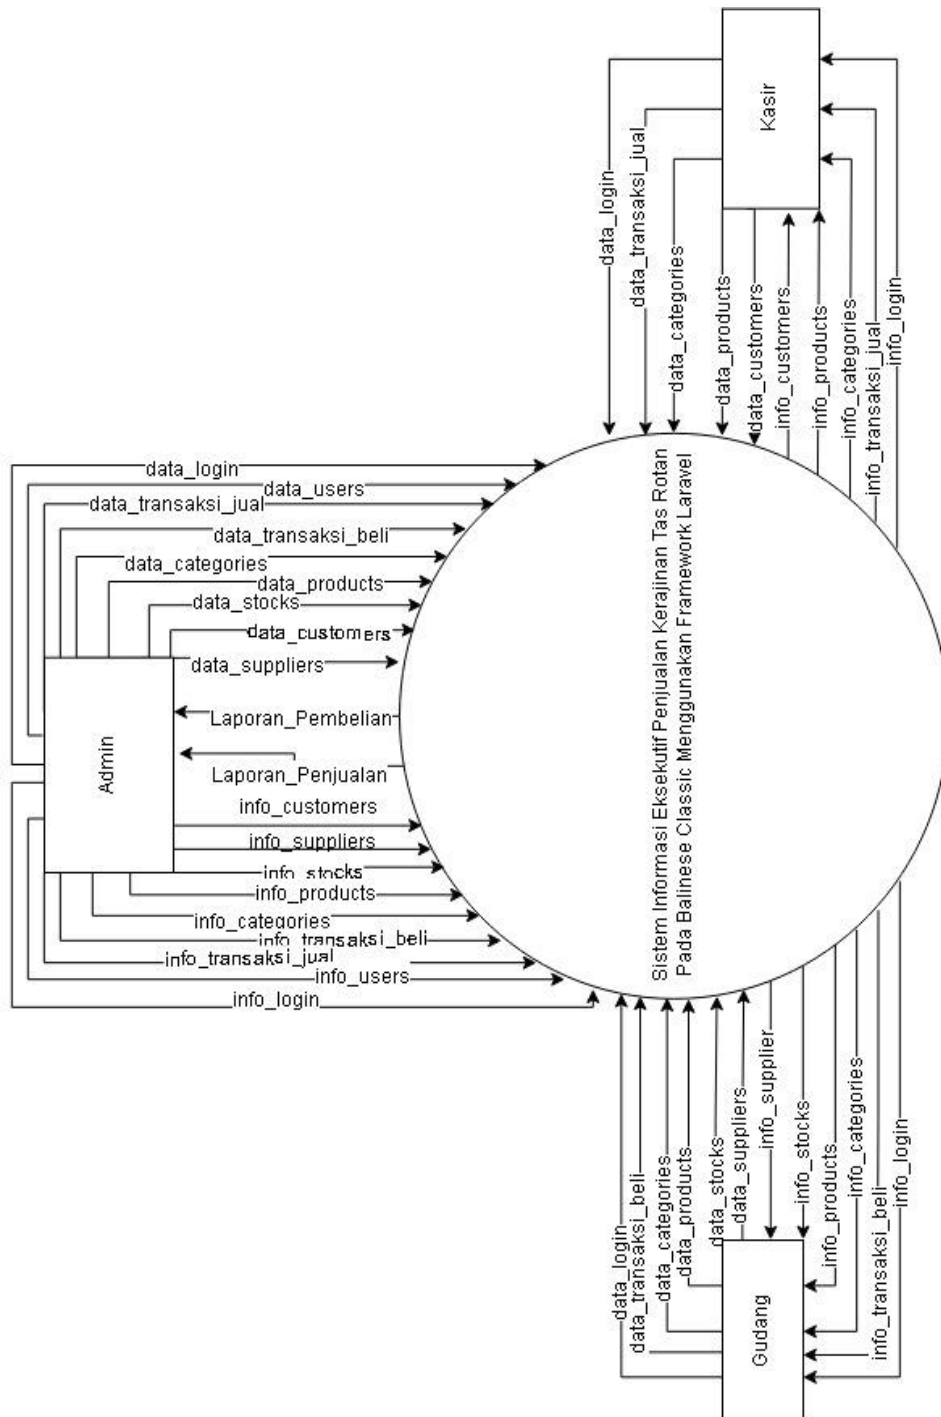 Kasir
data_login
data_transaksi_jual
data_categories
data_products
data_customers
info_customers
info_products
info_categories
info_transaksi_jual
info_login
data_login
data_users
data_transaksi_jual
data_transaksi_beli
data_categories
data_products
data_stocks
data_customers
data_suppliers
Laporan_Pembelian
Laporan_Penjualan
Admin
info_customers
info_suppliers
info_stocks
info_products
info_categories
info_transaksi_beli
info_transaksi_jual
info_users
info_login
Sistem Informasi Eksekutif Penjualan Kerajinan Tas Rotan
Pada Balinese Classic Menggunakan Framework Laravel
data_login
data_transaksi_beli
data_categories
data_products
data_stocks
data_suppliers
info_supplier
info_stocks
info_products
info_categories
info_transaksi_beli
info_login
Gudang